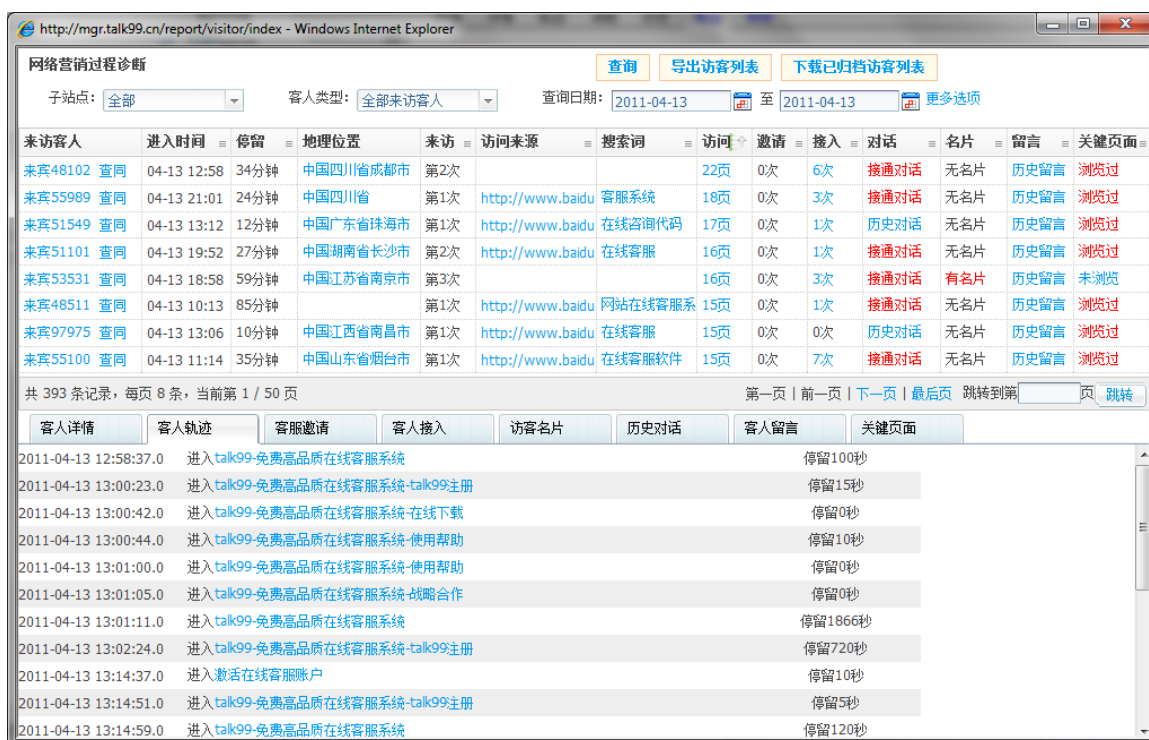 http://mgr.talk99.cn/report/visitor/index - Windows Internet Explorer
网络营销过程诊断 查询 导出访客列表 下载已归档访客列表
子站点: 全部 客人类型: 全部来访客人 查询日期: 2011-04-13 至 2011-04-13 更多选项
来访客人 进入时间 停留 地理位置 来访 访问来源 搜索词 访问 邀请 接入 对话 名片 留言 关键页面
来宾48102 查同 04-13 12:58 34分钟 中国四川省成都市 第2次 22页 0次 6次 接通对话 无名片 历史留言 浏览过
来宾55989 查同 04-13 21:01 24分钟 中国四川省 第1次 http://www.baidu 客服系统 18页 0次 3次 接通对话 无名片 历史留言 浏览过
来宾51549 查同 04-13 13:12 12分钟 中国广东省珠海市 第1次 http://www.baidu 在线咨询代码 17页 0次 1次 历史对话 无名片 历史留言 浏览过
来宾51101 查同 04-13 19:52 27分钟 中国湖南省长沙市 第2次 http://www.baidu 在线客服 16页 0次 1次 接通对话 无名片 历史留言 浏览过
来宾53531 查同 04-13 18:58 59分钟 中国江苏省南京市 第3次 16页 0次 3次 接通对话 有名片 历史留言 未浏览
来宾48511 查同 04-13 10:13 85分钟 第1次 http://www.baidu 网站在线客服系 15页 0次 1次 接通对话 无名片 历史留言 浏览过
来宾97975 查同 04-13 13:06 10分钟 中国江西省南昌市 第1次 http://www.baidu 在线客服 15页 0次 0次 历史对话 无名片 历史留言 浏览过
来宾55100 查同 04-13 11:14 35分钟 中国山东省烟台市 第1次 http://www.baidu 在线客服软件 15页 0次 7次 接通对话 无名片 历史留言 浏览过
共 393 条记录，每页 8 条，当前第 1 / 50 页 第一页 | 前一页 | 下一页 | 最后页 跳转到第 页 跳转
客人详情 客人轨迹 客服邀请 客人接入 访客名片 历史对话 客人留言 关键页面
2011-04-13 12:58:37.0 进入talk99-免费高品质在线客服系统 停留100秒
2011-04-13 13:00:23.0 进入talk99-免费高品质在线客服系统-talk99注册 停留15秒
2011-04-13 13:00:42.0 进入talk99-免费高品质在线客服系统-在线下载 停留0秒
2011-04-13 13:00:44.0 进入talk99-免费高品质在线客服系统-使用帮助 停留10秒
2011-04-13 13:01:00.0 进入talk99-免费高品质在线客服系统-使用帮助 停留0秒
2011-04-13 13:01:05.0 进入talk99-免费高品质在线客服系统-战略合作 停留0秒
2011-04-13 13:01:11.0 进入talk99-免费高品质在线客服系统 停留1866秒
2011-04-13 13:02:24.0 进入talk99-免费高品质在线客服系统-talk99注册 停留720秒
2011-04-13 13:14:37.0 进入激活在线客服账户 停留10秒
2011-04-13 13:14:51.0 进入talk99-免费高品质在线客服系统-talk99注册 停留5秒
2011-04-13 13:14:59.0 进入talk99-免费高品质在线客服系统 停留120秒